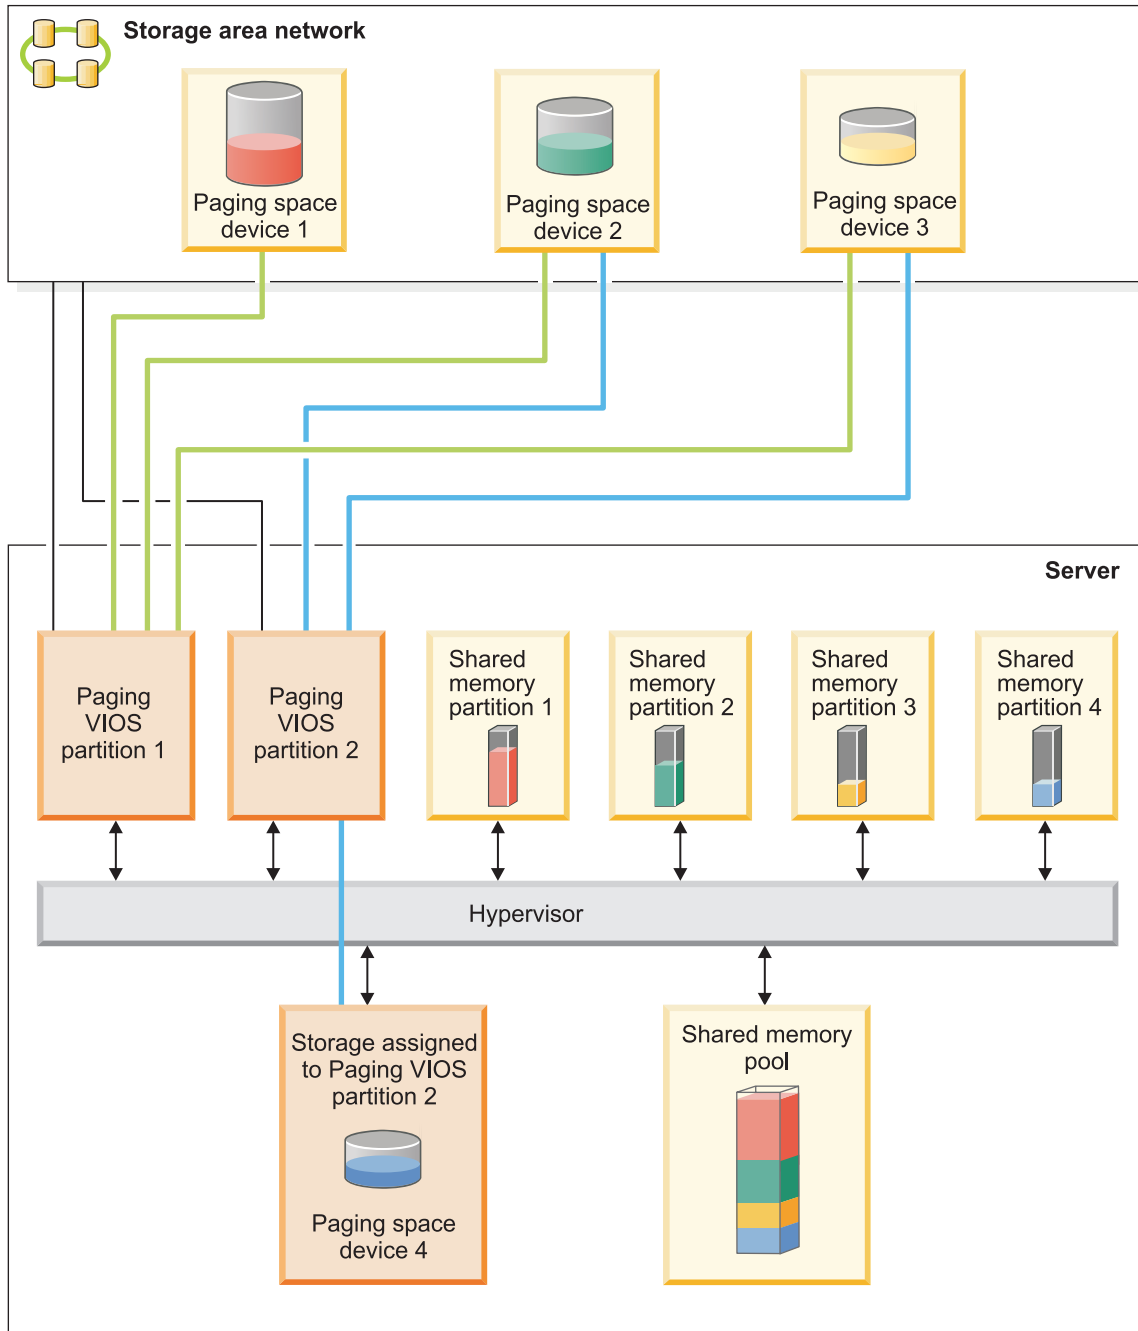 Storage area network
Paging space
device 1
Paging space
device 2
Paging space
device 3
Server
Paging
VIOS
partition 1
Paging
VIOS
partition 2
Shared
memory
partition 1
Shared
memory
partition 2
Shared
memory
partition 3
Shared
memory
partition 4
Hypervisor
Storage assigned
to Paging VIOS
partition 2
Paging space
device 4
Shared memory
pool